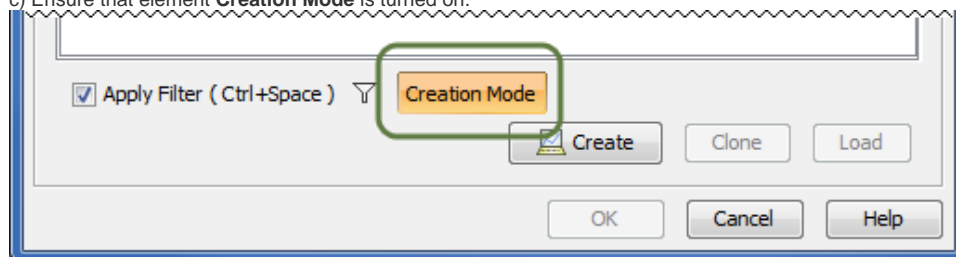 c) Ensure that element Creation Mode is turned on.
Apply Filter ( Ctrl+Space ) Creation Mode
Create Clone Load
OK Cancel Help